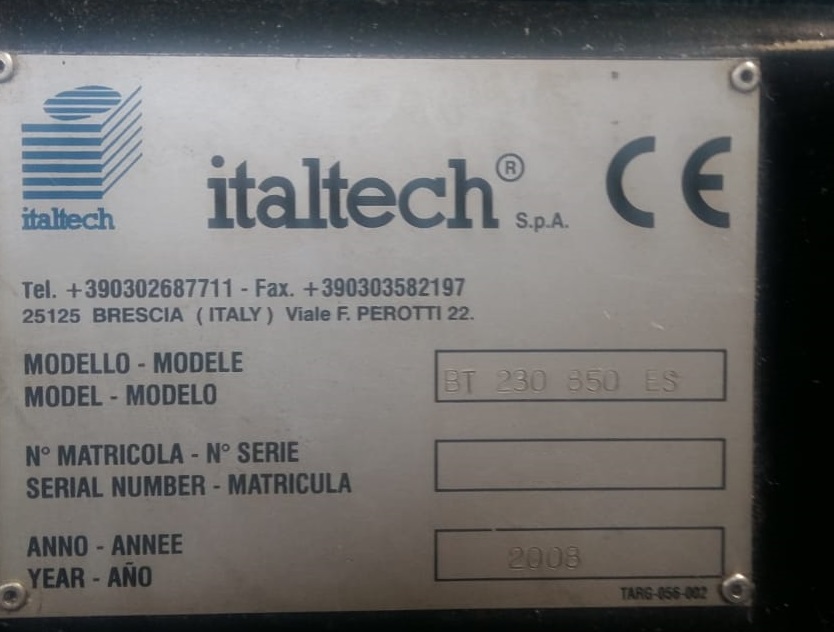 italtech
italtech® S.p.A. CE
Tel. +390302687711 - Fax. +390303582197
25125 BRESCIA ( ITALY ) Viale F. PEROTTI 22.
MODELLO - MODELE
MODEL - MODELO
BT 230 850 ES
N° MATRICOLA - N° SERIE
SERIAL NUMBER - MATRICULA
ANNO - ANNEE
YEAR - AÑO
2008
TARG-056-002